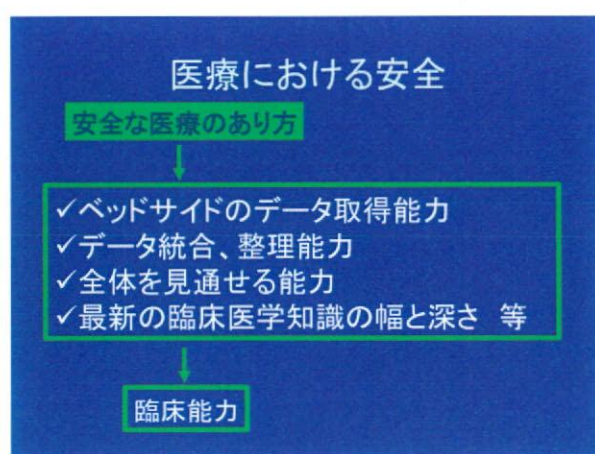 医療における安全
安全な医療のあり方
✓ベッドサイドのデータ取得能力
✓データ統合、整理能力
✓全体を見通せる能力
✓最新の臨床医学知識の幅と深さ 等
臨床能力